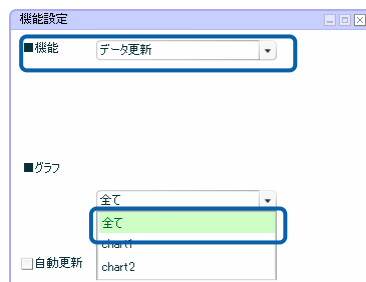 機能設定
■機能
データ更新
■グラフ
全て
全て
chart1
chart2
自動更新